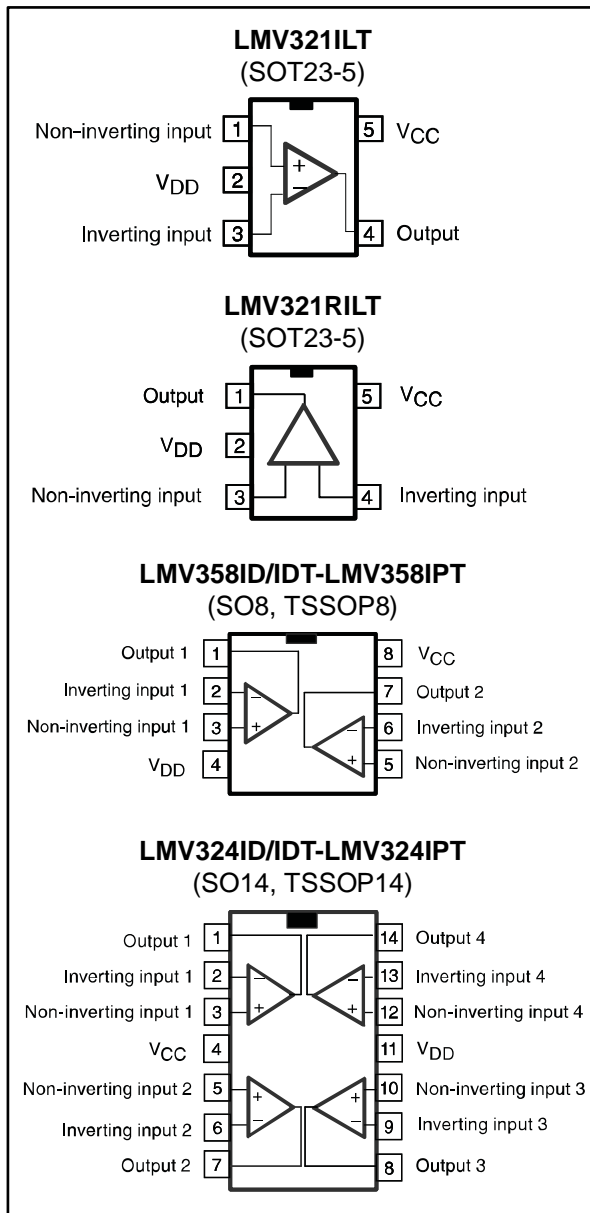 LMV321ILT
(SOT23-5)
Non-inverting input 1 5 VCC
VDD 2
Inverting input 3 4 Output
+
−
LMV321RILT
(SOT23-5)
Output 1 5 VCC
VDD 2
Non-inverting input 3 4 Inverting input
LMV358ID/IDT-LMV358IPT
(SO8, TSSOP8)
Output 1 1 8 VCC
Inverting input 1 2 − 7 Output 2
Non-inverting input 1 3 + − 6 Inverting input 2
VDD 4 + 5 Non-inverting input 2
LMV324ID/IDT-LMV324IPT
(SO14, TSSOP14)
Output 1 1 14 Output 4
Inverting input 1 2 − − 13 Inverting input 4
Non-inverting input 1 3 + + 12 Non-inverting input 4
VCC 4 11 VDD
Non-inverting input 2 5 + + 10 Non-inverting input 3
Inverting input 2 6 − − 9 Inverting input 3
Output 2 7 8 Output 3